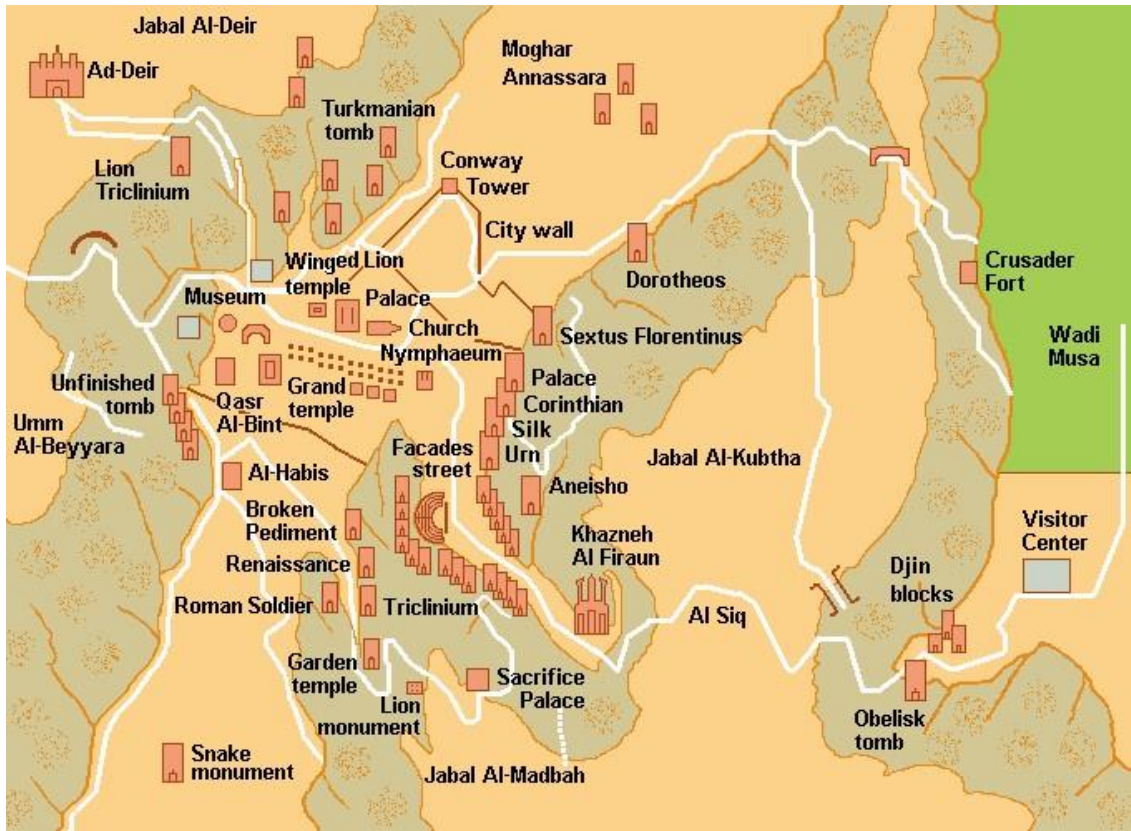 Jabal Al-Deir
Ad-Deir
Moghar
Annassara
Turkmanian
tomb
Lion
Triclinium
Conway
Tower
City wall
Winged Lion
temple
Museum
Palace
Church
Nymphaeum
Dorotheos
Crusader
Fort
Sextus Florentinus
Wadi
Musa
Unfinished
tomb
Qasr
Al-Bint
Grand
temple
Palace
Corinthian
Silk
Urn
Umm
Al-Beyyara
Al-Habis
Facades
street
Jabal Al-Kubtha
Aneisho
Broken
Pediment
Khazneh
Al Firaun
Visitor
Center
Renaissance
Djin
blocks
Roman Soldier
Triclinium
Al Siq
Garden
temple
Lion
monument
Sacrifice
Palace
Obelisk
tomb
Snake
monument
Jabal Al-Madbah